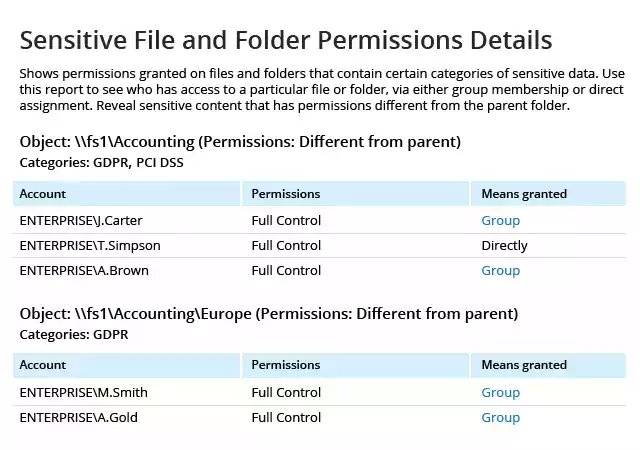 Sensitive File and Folder Permissions Details
Shows permissions granted on files and folders that contain certain categories of sensitive data. Use
this report to see who has access to a particular file or folder, via either group membership or direct
assignment. Reveal sensitive content that has permissions different from the parent folder.
Object: \\fs1\Accounting (Permissions: Different from parent)
Categories: GDPR, PCI DSS
Account Permissions Means granted
ENTERPRISE\J.Carter Full Control Group
ENTERPRISE\T.Simpson Full Control Directly
ENTERPRISE\A.Brown Full Control Group
Object: \\fs1\Accounting\Europe (Permissions: Different from parent)
Categories: GDPR
Account Permissions Means granted
ENTERPRISE\M.Smith Full Control Group
ENTERPRISE\A.Gold Full Control Group